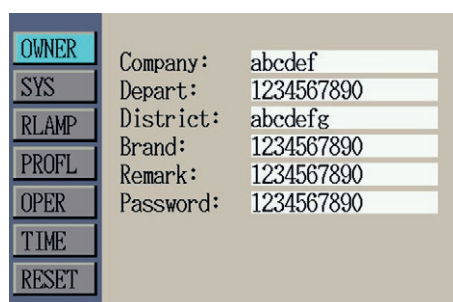 OWNER
SYS
RLAMP
PROFL
OPER
TIME
RESET
Company: abcdef
Depart: 1234567890
District: abcdefg
Brand: 1234567890
Remark: 1234567890
Password: 1234567890